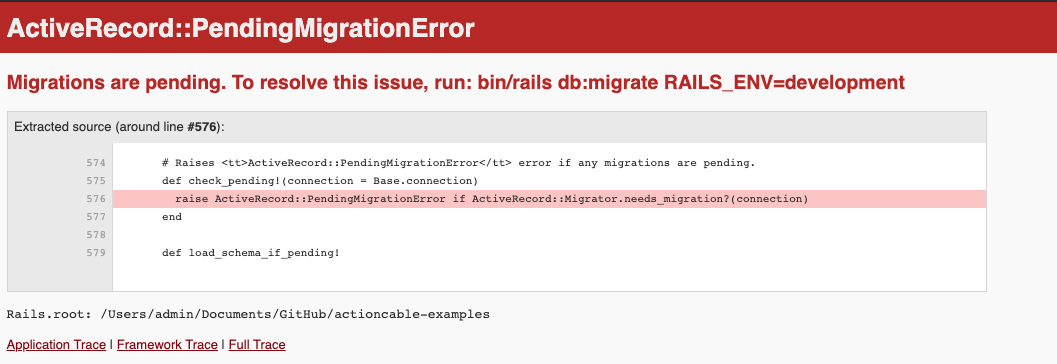 ActiveRecord::PendingMigrationError
Migrations are pending. To resolve this issue, run: bin/rails db:migrate RAILS_ENV=development
Extracted source (around line #576):
574 # Raises <tt>ActiveRecord::PendingMigrationError</tt> error if any migrations are pending.
575 def check_pending!(connection = Base.connection)
576 raise ActiveRecord::PendingMigrationError if ActiveRecord::Migrator.needs_migration?(connection)
577 end
578
579 def load_schema_if_pending!
Rails.root: /Users/admin/Documents/GitHub/actioncable-examples
Application Trace | Framework Trace | Full Trace